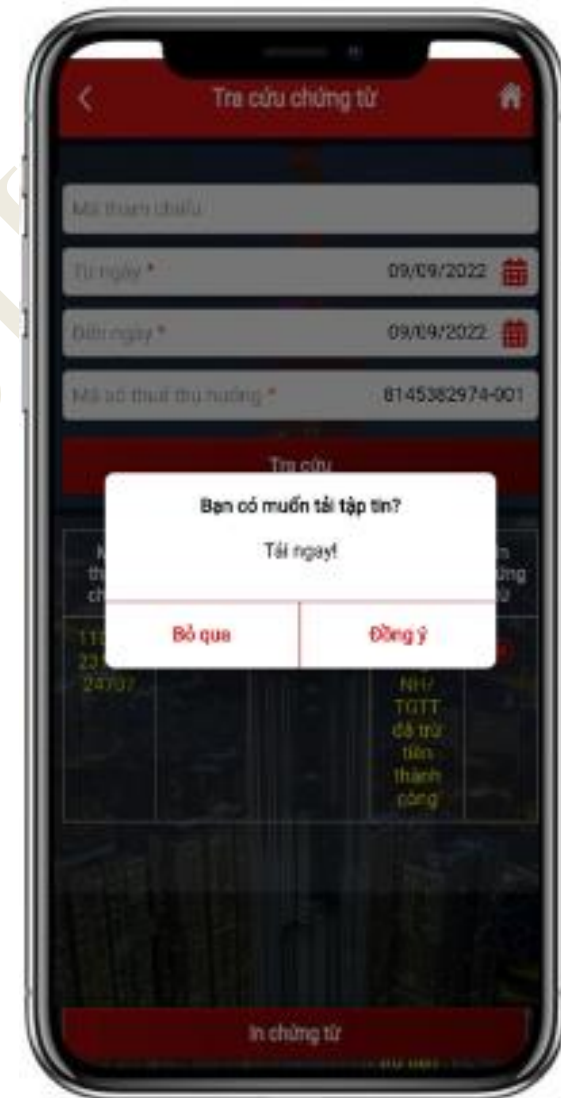 Tra cứu chứng từ
Mã tham chiếu
Từ ngày *
09/09/2022
Đến ngày *
09/09/2022
Mã số thuế thụ hưởng *
8145382974-001
Tra cứu
Bạn có muốn tải tập tin?
Tải ngay!
Bỏ qua
Đồng ý
24707
NH/
TGTT
đã trừ
tiền
thành
công
In chứng từ